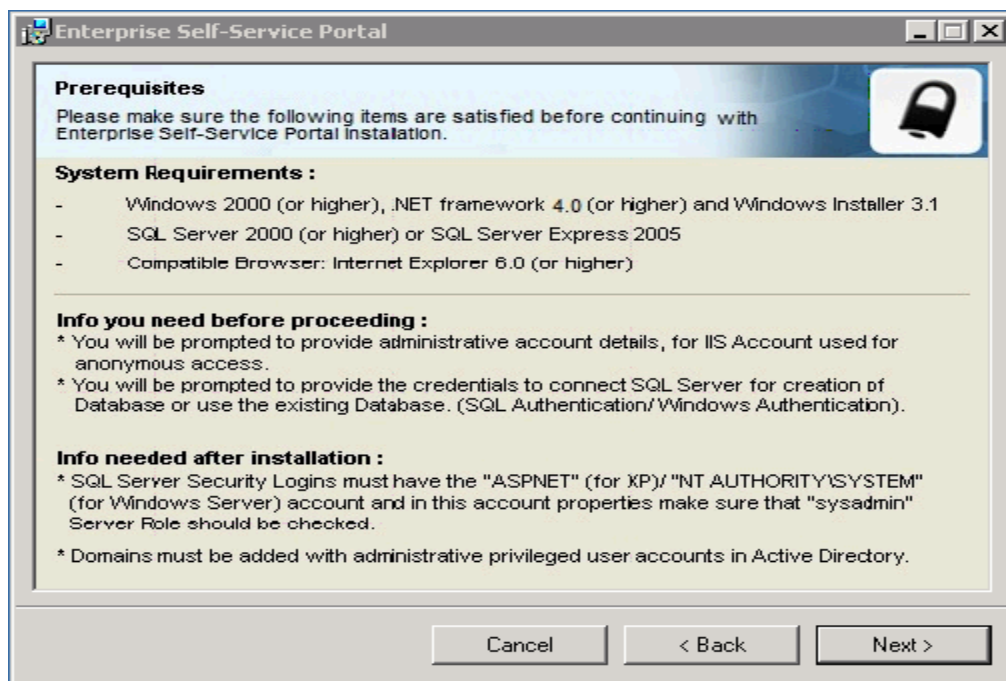 Enterprise Self-Service Portal
Prerequisites
Please make sure the following items are satisfied before continuing with
Enterprise Self-Service Portal Installation.
System Requirements :
- Windows 2000 (or higher), .NET framework 4.0 (or higher) and Windows Installer 3.1
- SQL Server 2000 (or higher) or SQL Server Express 2005
- Compatible Browser: Internet Explorer 6.0 (or higher)
Info you need before proceeding :
* You will be prompted to provide administrative account details, for IIS Account used for
anonymous access.
* You will be prompted to provide the credentials to connect SQL Server for creation of
Database or use the existing Database. (SQL Authentication/ Windows Authentication).
Info needed after installation :
* SQL Server Security Logins must have the "ASPNET" (for XP)/ "NT AUTHORITY\SYSTEM"
(for Windows Server) account and in this account properties make sure that "sysadmin"
Server Role should be checked.
* Domains must be added with administrative privileged user accounts in Active Directory.
Cancel
< Back
Next >